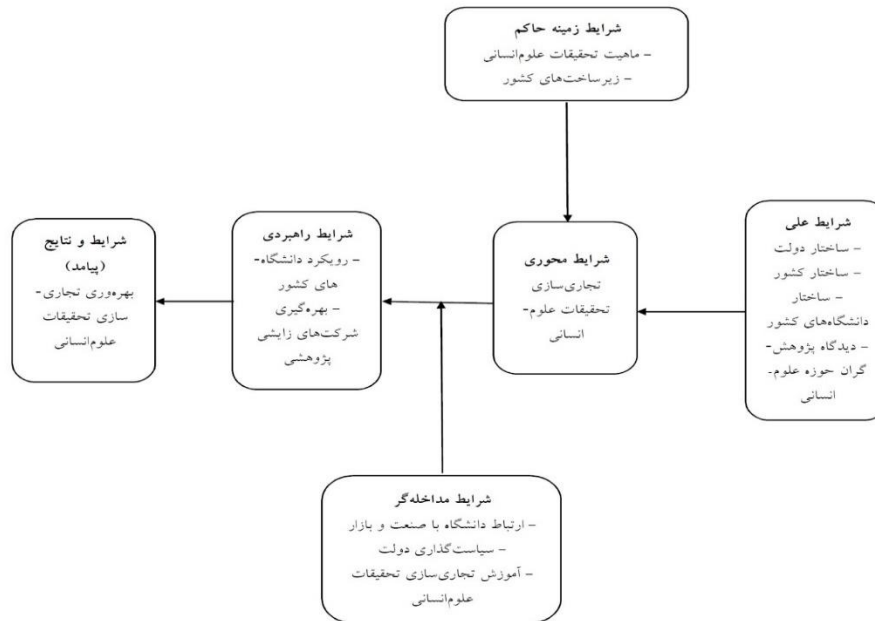 شرایط زمینه حاکم
- ماهیت تحقیقات علوم‌انسانی
- زیرساخت‌های کشور
شرایط علی
- ساختار دولت
- ساختار کشور
- ساختار
دانشگاه‌های کشور
- دیدگاه پژوهش-
گران حوزه علوم-
انسانی
شرایط محوری
تجاری‌سازی
تحقیقات علوم-
انسانی
شرایط راهبردی
- رویکرد دانشگاه-
های کشور
- بهره‌گیری
شرکت‌های زایشی
پژوهشی
شرایط و نتایج
(پیامد)
بهره‌وری تجاری-
سازی تحقیقات
علوم‌انسانی
شرایط مداخله‌گر
- ارتباط دانشگاه با صنعت و بازار
- سیاست‌گذاری دولت
- آموزش تجاری‌سازی تحقیقات
علوم‌انسانی